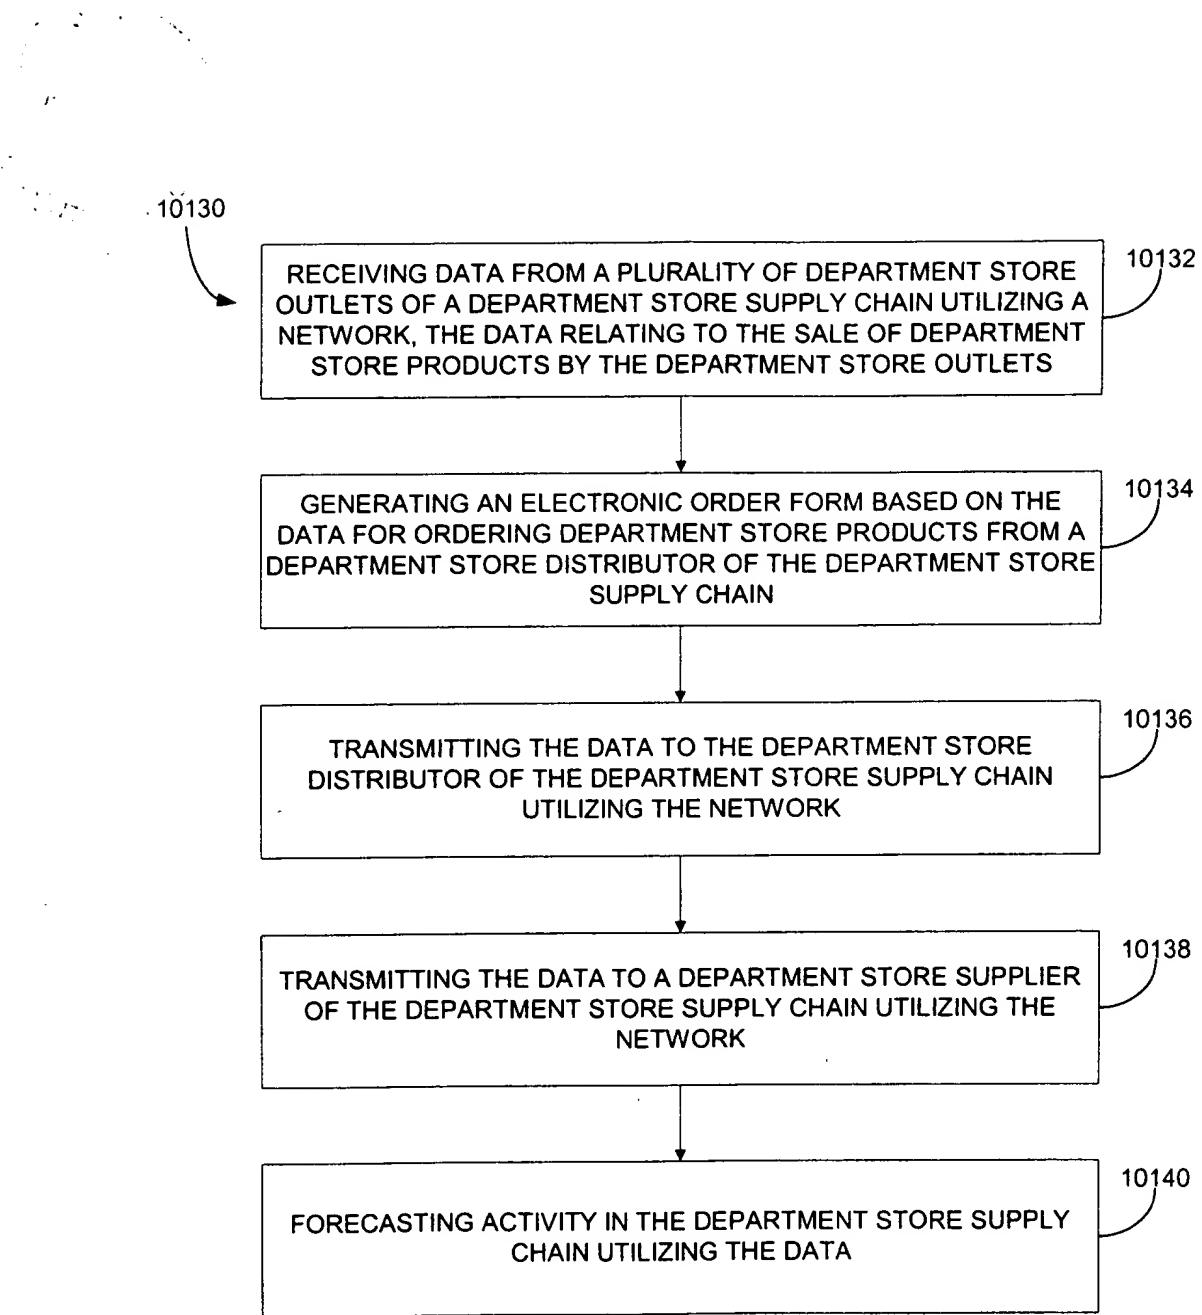 10130
RECEIVING DATA FROM A PLURALITY OF DEPARTMENT STORE
OUTLETS OF A DEPARTMENT STORE SUPPLY CHAIN UTILIZING A
NETWORK, THE DATA RELATING TO THE SALE OF DEPARTMENT
STORE PRODUCTS BY THE DEPARTMENT STORE OUTLETS
10132
GENERATING AN ELECTRONIC ORDER FORM BASED ON THE
DATA FOR ORDERING DEPARTMENT STORE PRODUCTS FROM A
DEPARTMENT STORE DISTRIBUTOR OF THE DEPARTMENT STORE
SUPPLY CHAIN
10134
TRANSMITTING THE DATA TO THE DEPARTMENT STORE
DISTRIBUTOR OF THE DEPARTMENT STORE SUPPLY CHAIN
UTILIZING THE NETWORK
10136
TRANSMITTING THE DATA TO A DEPARTMENT STORE SUPPLIER
OF THE DEPARTMENT STORE SUPPLY CHAIN UTILIZING THE
NETWORK
10138
FORECASTING ACTIVITY IN THE DEPARTMENT STORE SUPPLY
CHAIN UTILIZING THE DATA
10140